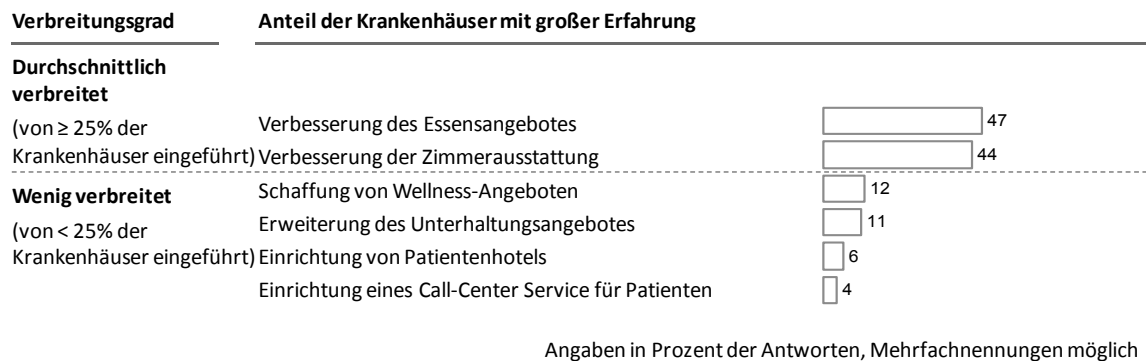 Verbreitungsgrad Anteil der Krankenhäuser mit großer Erfahrung
Durchschnittlich
verbreitet
(von ≥ 25% der
Krankenhäuser eingeführt)
Verbesserung des Essensangebotes 47
Verbesserung der Zimmerausstattung 44
Wenig verbreitet
(von < 25% der
Krankenhäuser eingeführt)
Schaffung von Wellness-Angeboten 12
Erweiterung des Unterhaltungsangebotes 11
Einrichtung von Patientenhotels 6
Einrichtung eines Call-Center Service für Patienten 4
Angaben in Prozent der Antworten, Mehrfachnennungen möglich